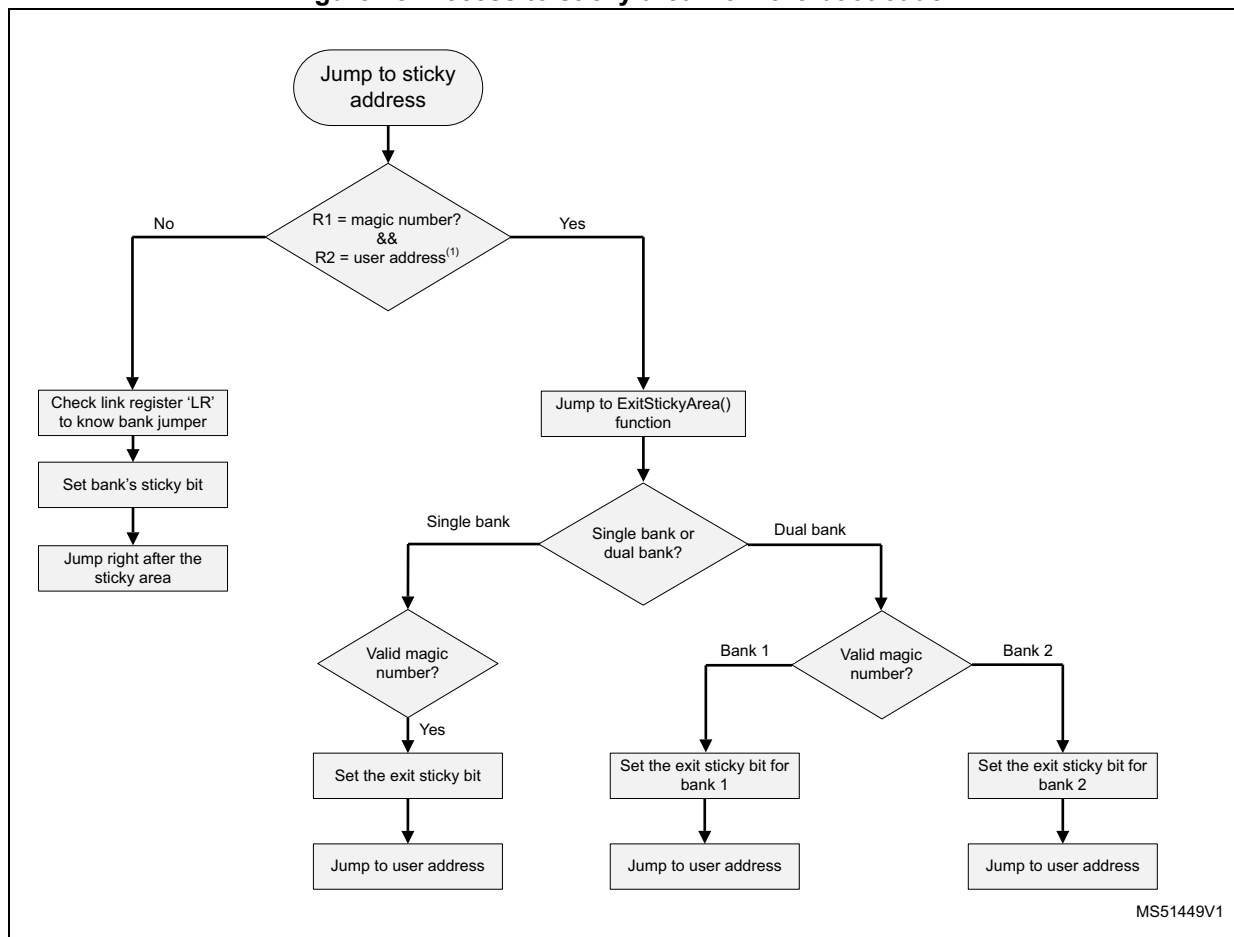 Jump to sticky
address
No
R1 = magic number?
&&
R2 = user address(1)
Yes
Check link register ‘LR’
to know bank jumper
Jump to ExitStickyArea()
function
Set bank’s sticky bit
Jump right after the
sticky area
Single bank
Single bank or
dual bank?
Dual bank
Valid magic
number?
Bank 1
Valid magic
number?
Bank 2
Yes
Set the exit sticky bit
Set the exit sticky bit for
bank 1
Set the exit sticky bit for
bank 2
Jump to user address
Jump to user address
Jump to user address
MS51449V1